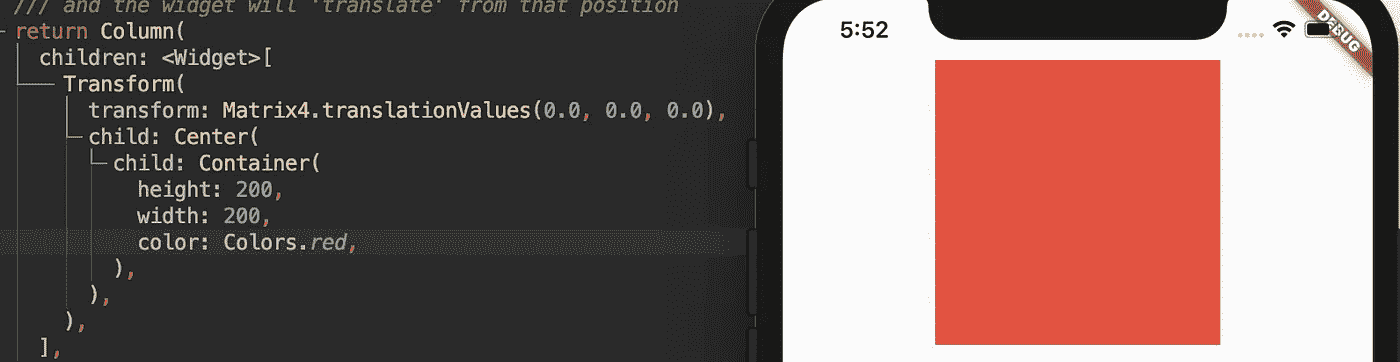 /// and the widget will 'translate' from that position
return Column(
children: <Widget>[
Transform(
transform: Matrix4.translationValues(0.0, 0.0, 0.0),
child: Center(
child: Container(
height: 200,
width: 200,
color: Colors.red,
),
),
),
],
5:52
DEBUG